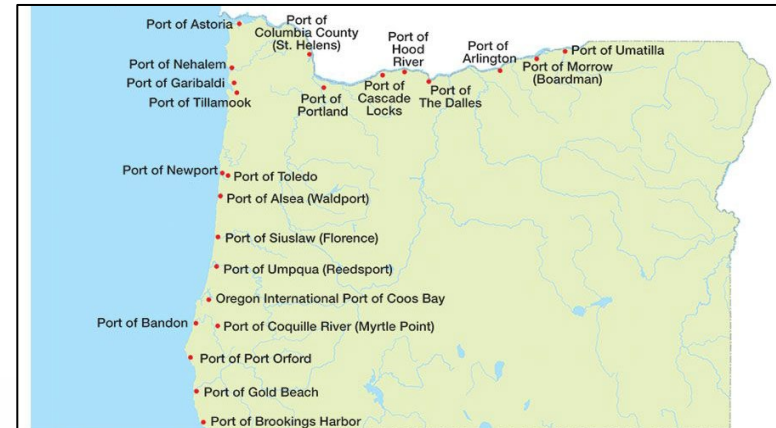 Port of Astoria
Port of
Columbia County
(St. Helens)
Port of
Hood
River
Port of
Arlington
Port of Umatilla
Port of Morrow
(Boardman)
Port of Nehalem
Port of Garibaldi
Port of Tillamook
Port of
Portland
Port of
Cascade
Locks
Port of
The Dalles
Port of Newport
Port of Toledo
Port of Alsea (Waldport)
Port of Siuslaw (Florence)
Port of Umpqua (Reedsport)
Oregon International Port of Coos Bay
Port of Bandon
Port of Coquille River (Myrtle Point)
Port of Port Orford
Port of Gold Beach
Port of Brookings Harbor